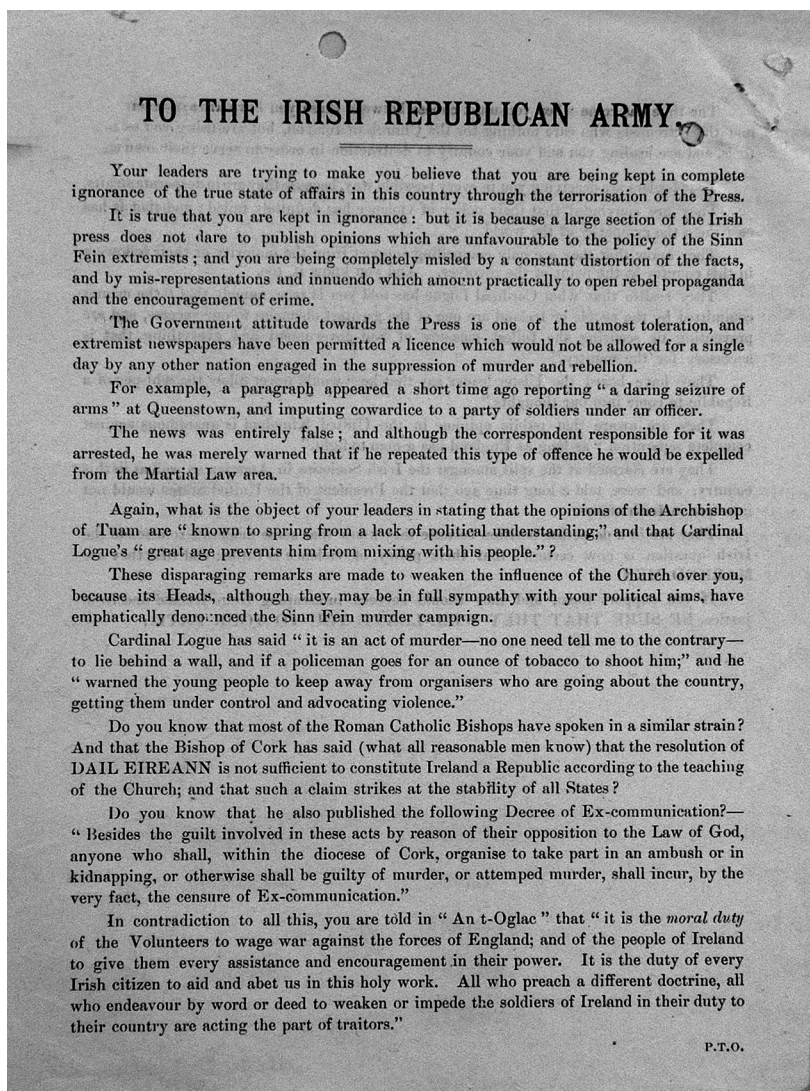 TO THE IRISH REPUBLICAN ARMY.
Your leaders are trying to make you believe that you are being kept in complete
ignorance of the true state of affairs in this country through the terrorisation of the Press.
It is true that you are kept in ignorance : but it is because a large section of the Irish
press does not dare to publish opinions which are unfavourable to the policy of the Sinn
Fein extremists ; and you are being completely misled by a constant distortion of the facts,
and by mis-representations and innuendo which amount practically to open rebel propaganda
and the encouragement of crime.
The Government attitude towards the Press is one of the utmost toleration, and
extremist newspapers have been permitted a licence which would not be allowed for a single
day by any other nation engaged in the suppression of murder and rebellion.
For example, a paragraph appeared a short time ago reporting “ a daring seizure of
arms ” at Queenstown, and imputing cowardice to a party of soldiers under an officer.
The news was entirely false ; and although the correspondent responsible for it was
arrested, he was merely warned that if he repeated this type of offence he would be expelled
from the Martial Law area.
Again, what is the object of your leaders in stating that the opinions of the Archbishop
of Tuam are “ known to spring from a lack of political understanding;” and that Cardinal
Logue's “ great age prevents him from mixing with his people.” ?
These disparaging remarks are made to weaken the influence of the Church over you,
because its Heads, although they may be in full sympathy with your political aims, have
emphatically denounced the Sinn Fein murder campaign.
Cardinal Logue has said “ it is an act of murder—no one need tell me to the contrary—
to lie behind a wall, and if a policeman goes for an ounce of tobacco to shoot him;” and he
“ warned the young people to keep away from organisers who are going about the country,
getting them under control and advocating violence.”
Do you know that most of the Roman Catholic Bishops have spoken in a similar strain?
And that the Bishop of Cork has said (what all reasonable men know) that the resolution of
DAIL EIREANN is not sufficient to constitute Ireland a Republic according to the teaching
of the Church; and that such a claim strikes at the stability of all States ?
Do you know that he also published the following Decree of Ex-communication?—
“ Besides the guilt involved in these acts by reason of their opposition to the Law of God,
anyone who shall, within the diocese of Cork, organise to take part in an ambush or in
kidnapping, or otherwise shall be guilty of murder, or attemped murder, shall incur, by the
very fact, the censure of Ex-communication.”
In contradiction to all this, you are told in “ An t-Oglac ” that “ it is the moral duty
of the Volunteers to wage war against the forces of England; and of the people of Ireland
to give them every assistance and encouragement in their power. It is the duty of every
Irish citizen to aid and abet us in this holy work. All who preach a different doctrine, all
who endeavour by word or deed to weaken or impede the soldiers of Ireland in their duty to
their country are acting the part of traitors.”
P.T.O.